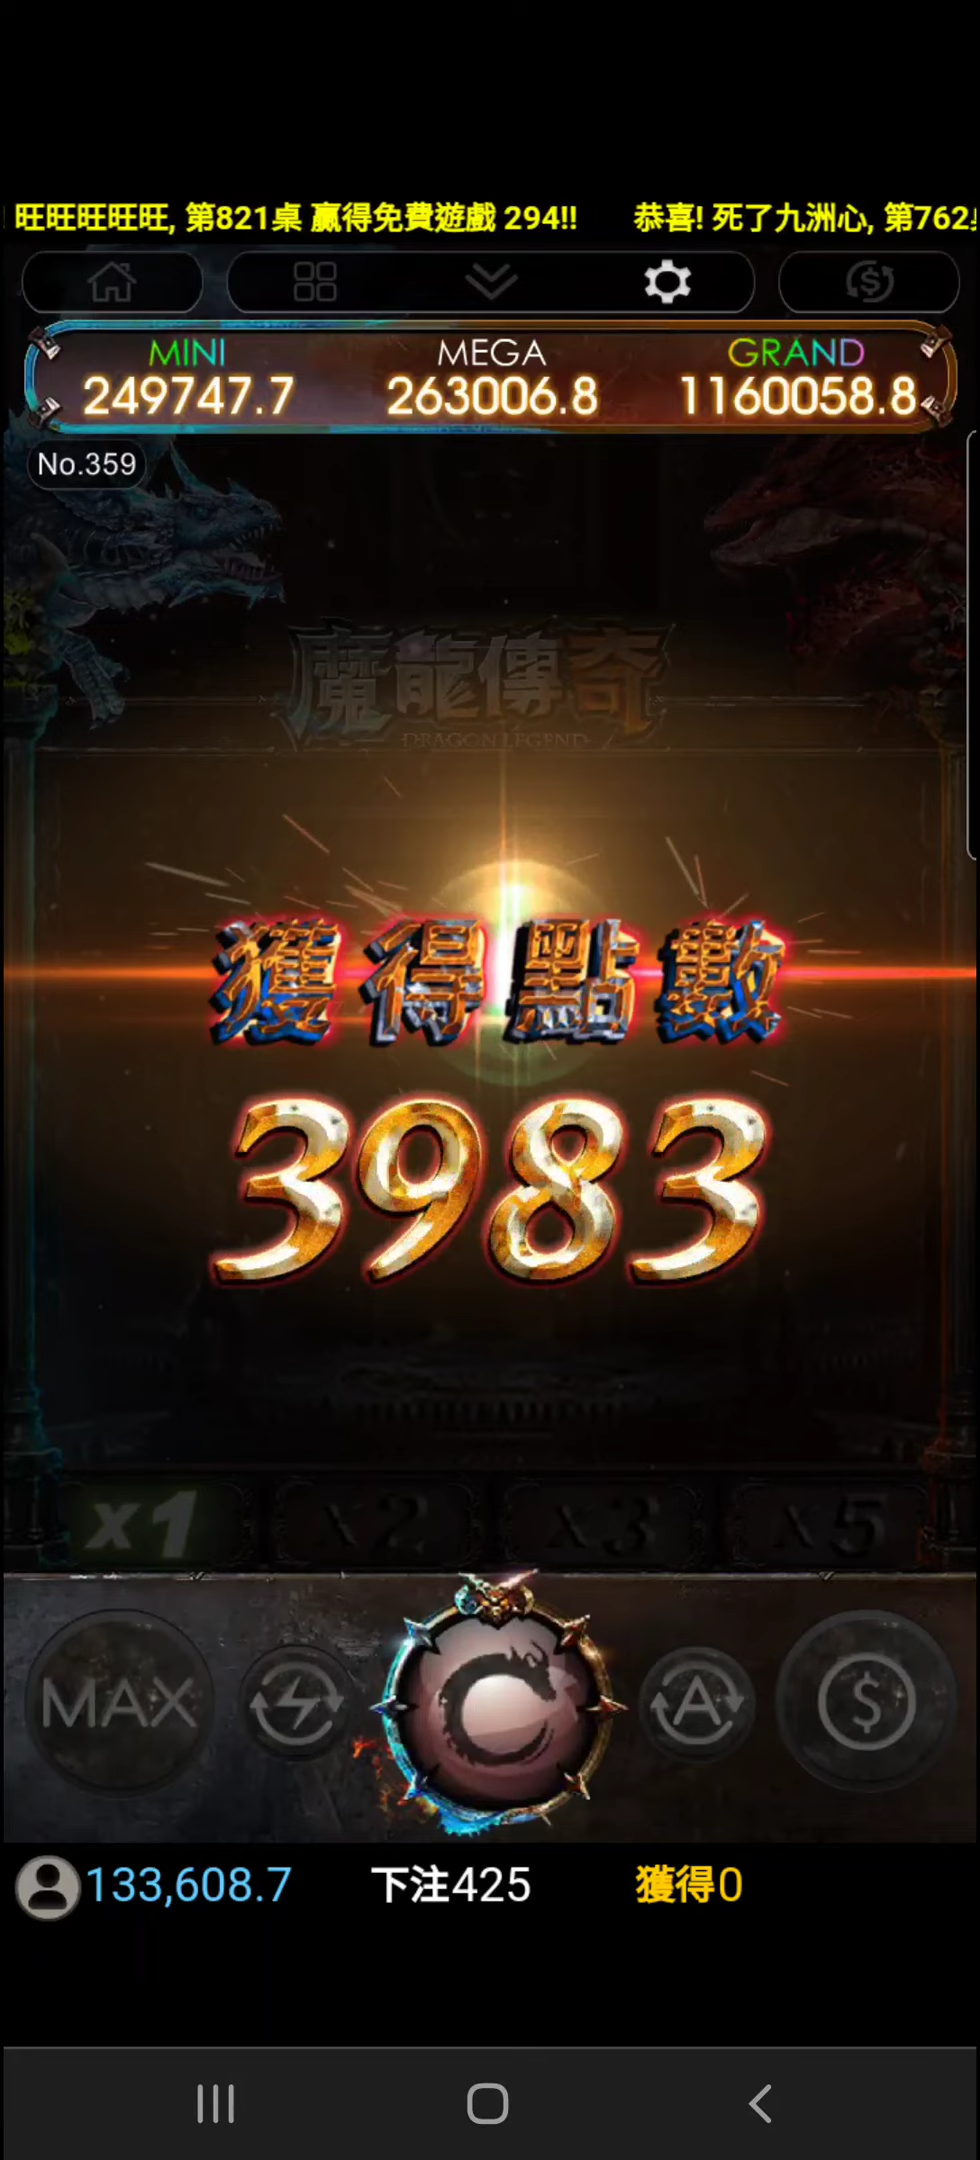 旺旺旺旺旺, 第821桌 贏得免費遊戲 294!! 恭喜! 死了九洲心, 第762
MINI MEGA GRAND
249747.7 263006.8 1160058.8
No.359
魔龍傳奇
DRAGON LEGEND
獲得點數
3983
x1 x2 x3 x5
MAX A $
133,608.7 下注425 獲得0